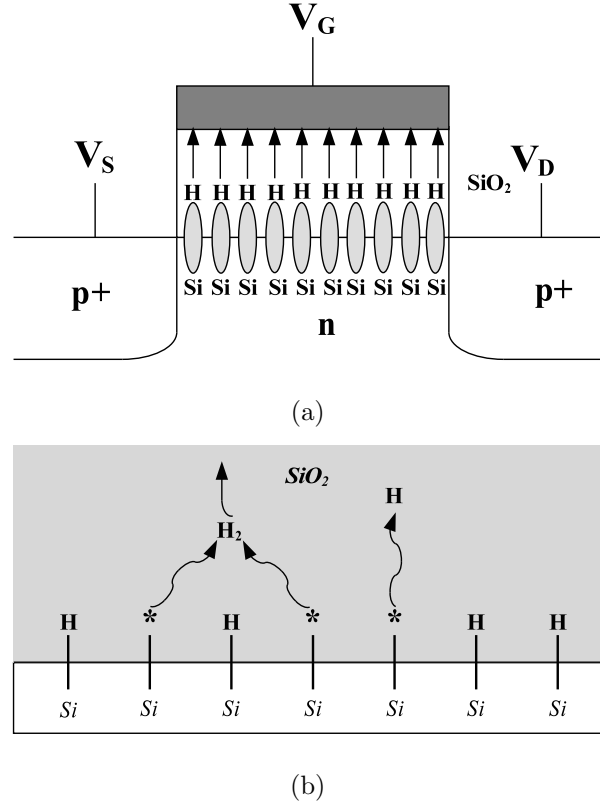 V_G
V_S V_D
H H H H H H H H H H SiO₂
Si Si Si Si Si Si Si Si Si Si
p+ n p+
(a)
SiO₂
H
H₂
H * H * * H H
Si Si Si Si Si Si Si
(b)